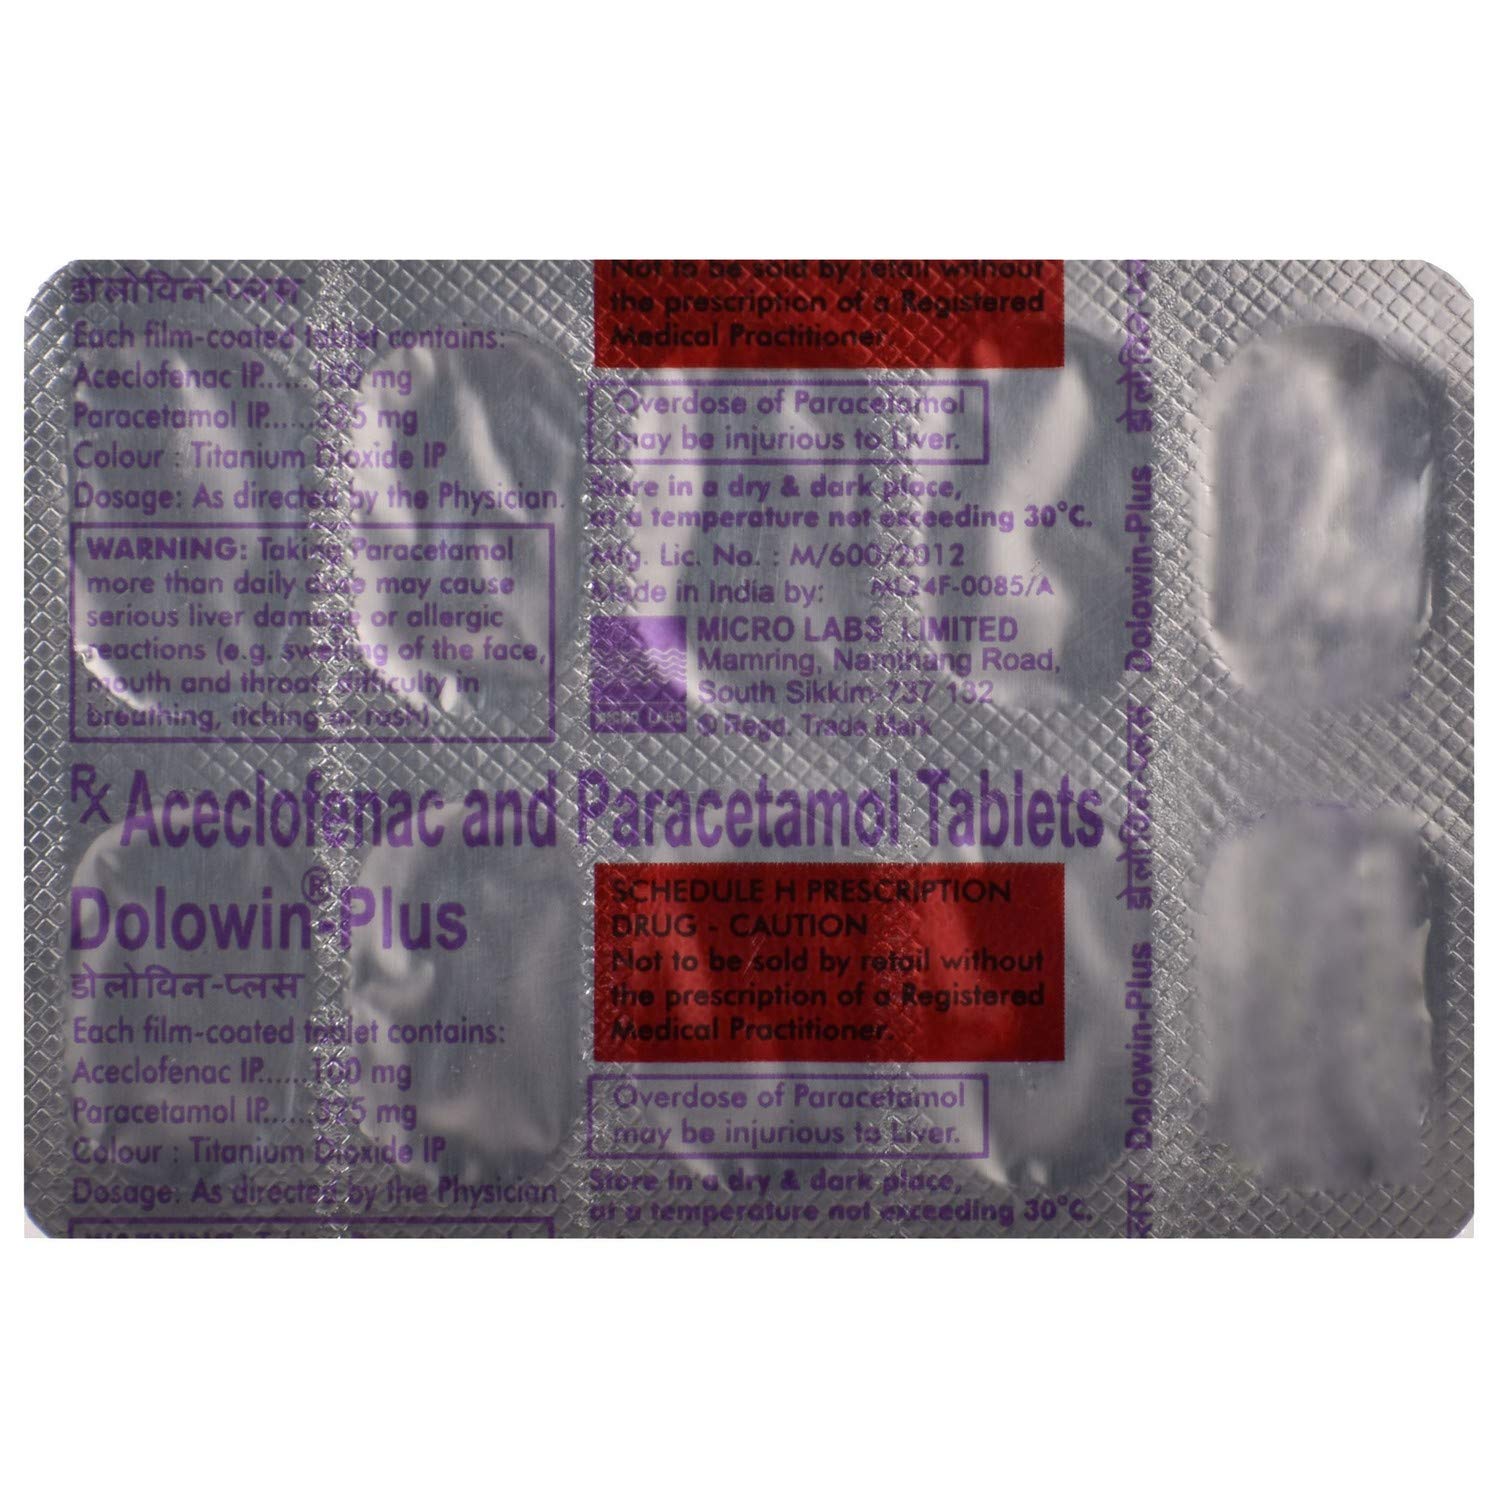 डोलोविन-प्लस
Each film-coated tablet contains:
Aceclofenac IP......100 mg
Paracetamol IP......325 mg
Colour : Titanium Dioxide IP
Dosage: As directed by the Physician.
WARNING: Taking Paracetamol
more than daily dose may cause
serious liver damage or allergic
reactions (e.g. swelling of the face,
mouth and throat, difficulty in
breathing, itching or rash).
Not to be sold by retail without
the prescription of a Registered
Medical Practitioner.
Overdose of Paracetamol
may be injurious to Liver.
Store in a dry & dark place,
at a temperature not exceeding 30°C.
Mfg. Lic. No. : M/600/2012
Made in India by: ML24F-0085/A
MICRO LABS LIMITED
Mamring, Namthang Road,
South Sikkim-737 132
MICRO LABS
® Regd. Trade Mark
Rx Aceclofenac and Paracetamol Tablets
Dolowin®-Plus
डोलोविन-प्लस
Each film-coated tablet contains:
Aceclofenac IP......100 mg
Paracetamol IP......325 mg
Colour : Titanium Dioxide IP
Dosage: As directed by the Physician.
SCHEDULE H PRESCRIPTION
DRUG - CAUTION
Not to be sold by retail without
the prescription of a Registered
Medical Practitioner.
Overdose of Paracetamol
may be injurious to Liver.
Store in a dry & dark place,
at a temperature not exceeding 30°C.
Dolowin-Plus डोलोविन-प्लस
Dolowin-Plus डोलोविन-प्लस